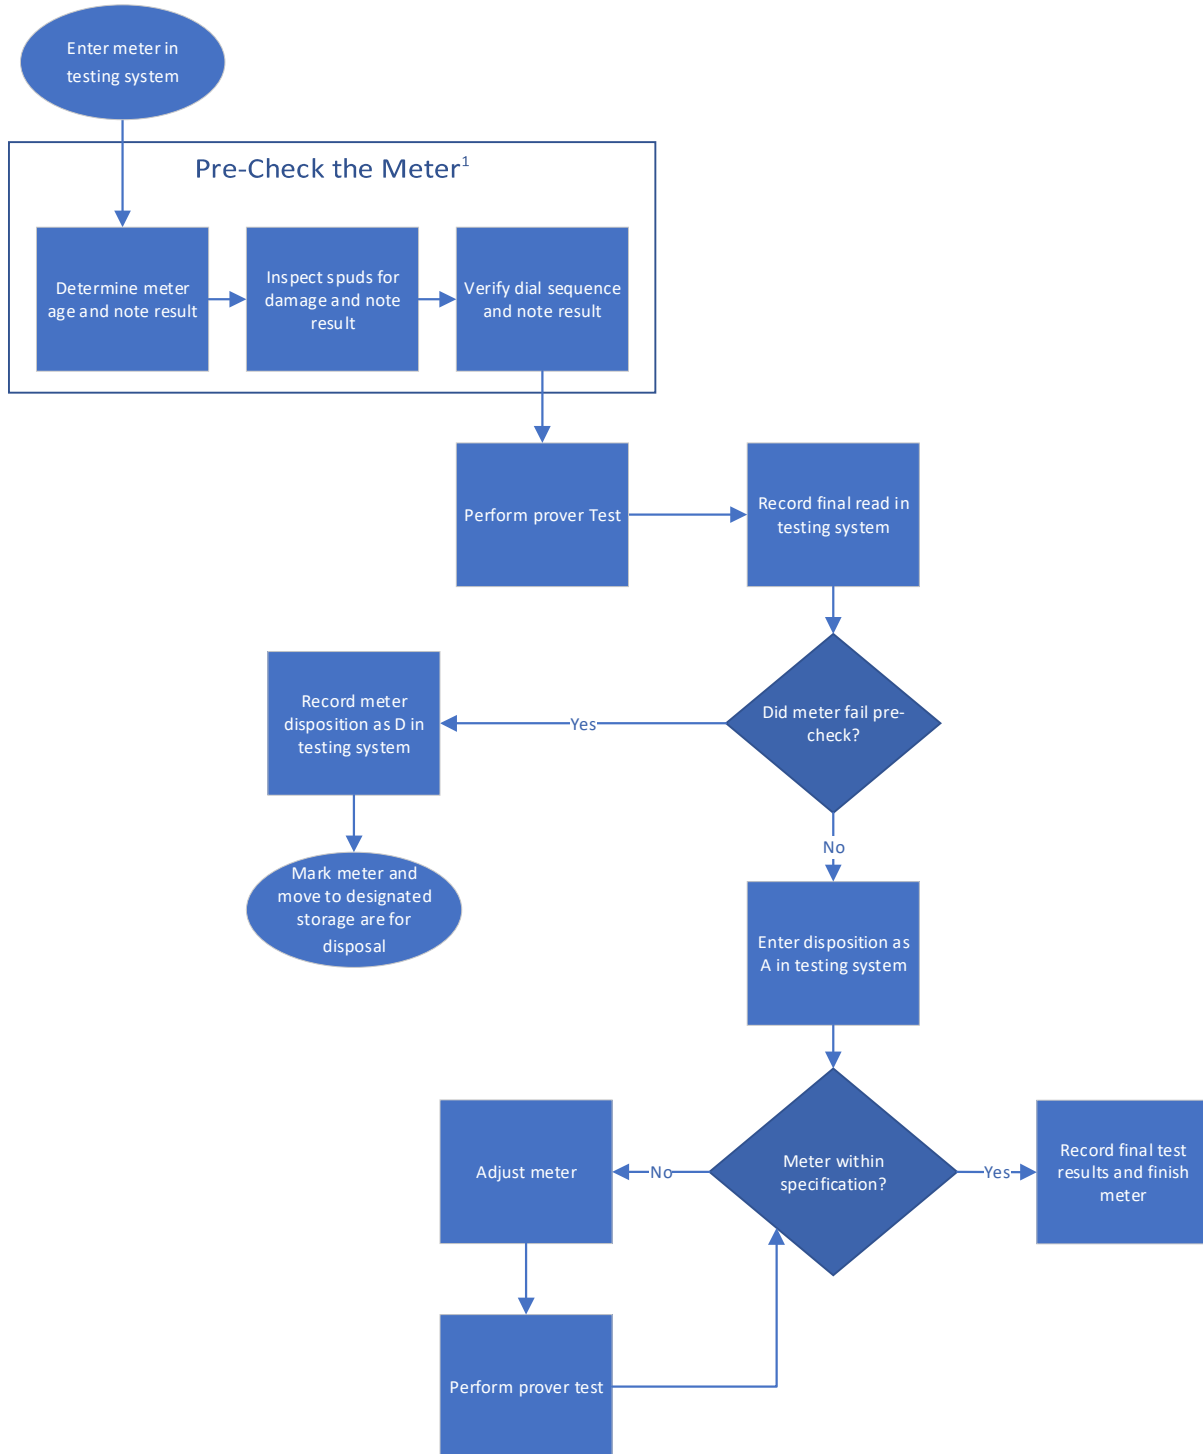 Enter meter in
testing system
Pre-Check the Meter¹
Determine meter
age and note result
Inspect spuds for
damage and note
result
Verify dial sequence
and note result
Perform prover Test
Record final read in
testing system
Did meter fail pre-
check?
Yes
Record meter
disposition as D in
testing system
Mark meter and
move to designated
storage are for
disposal
No
Enter disposition as
A in testing system
Meter within
specification?
Yes
Record final test
results and finish
meter
No
Adjust meter
Perform prover test